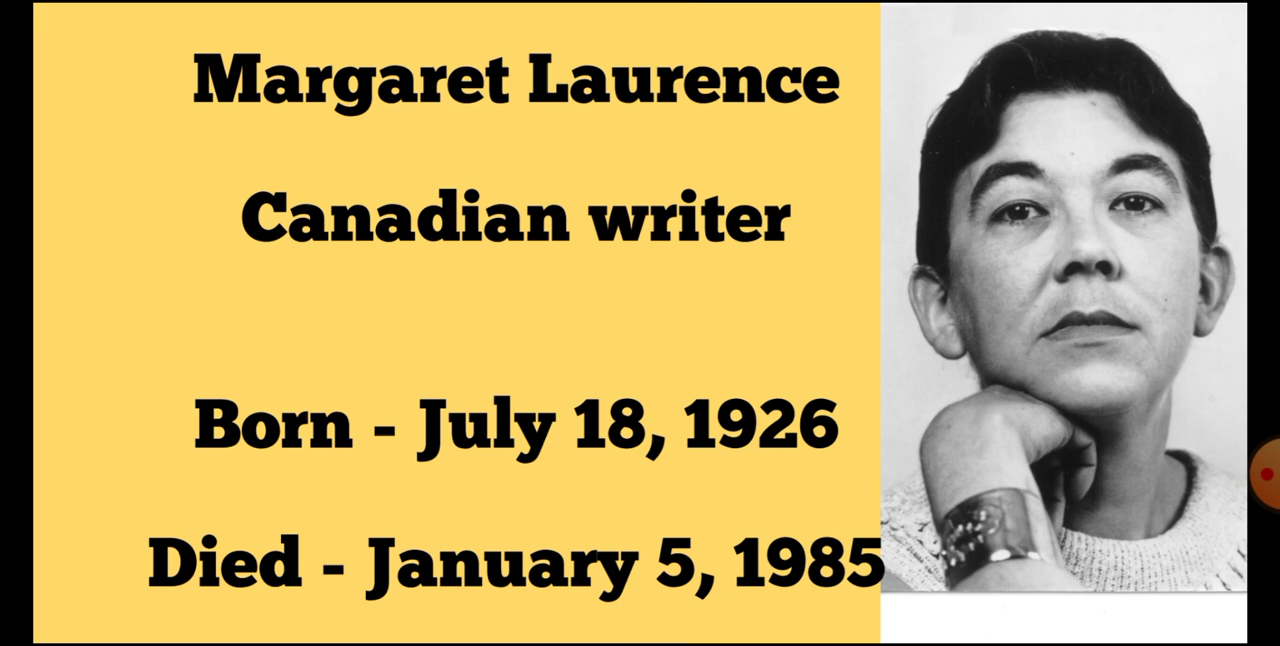 Margaret Laurence
Canadian writer
Born - July 18, 1926
Died - January 5, 1985